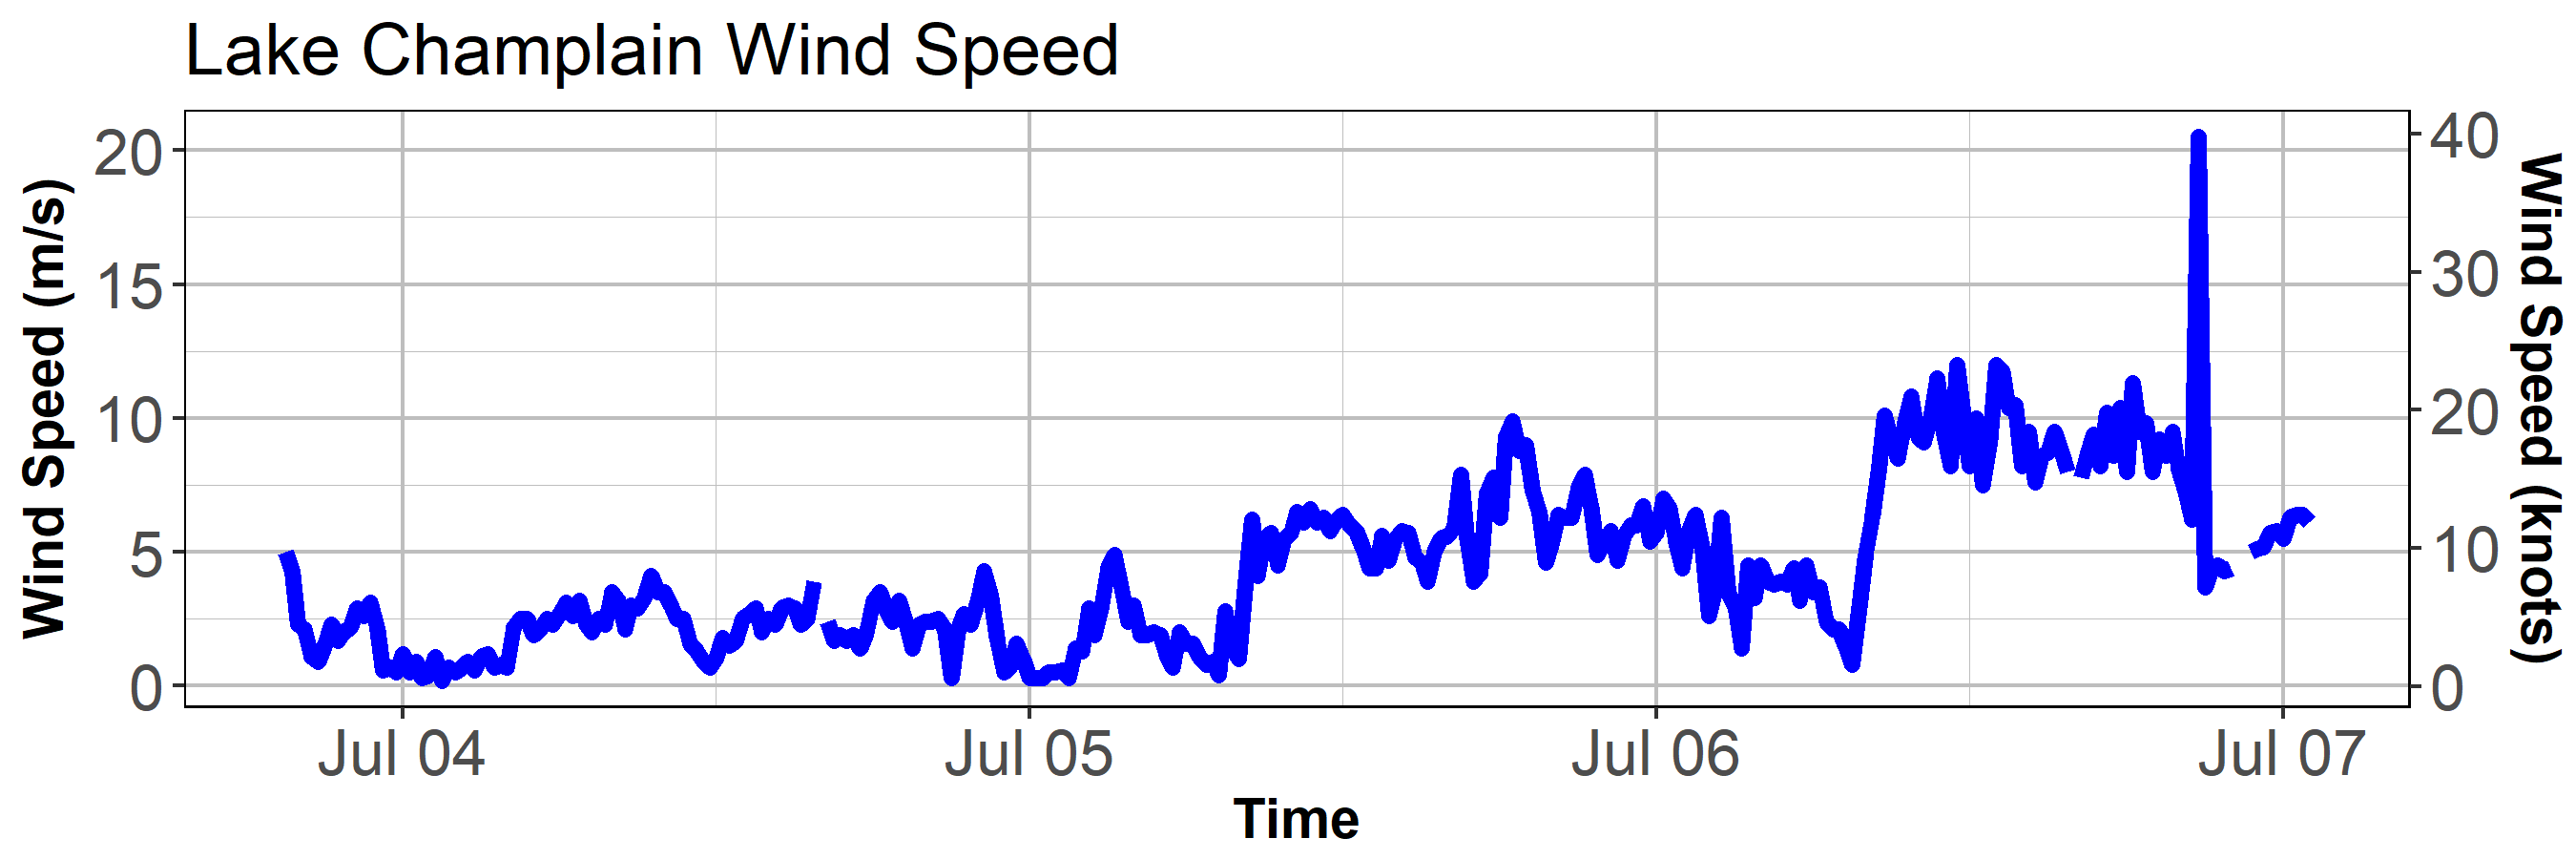 Lake Champlain Wind Speed
Wind Speed (m/s)
20
15
10
5
0
40
30
20
10
0
Wind Speed (knots)
Jul 04
Jul 05
Jul 06
Jul 07
Time